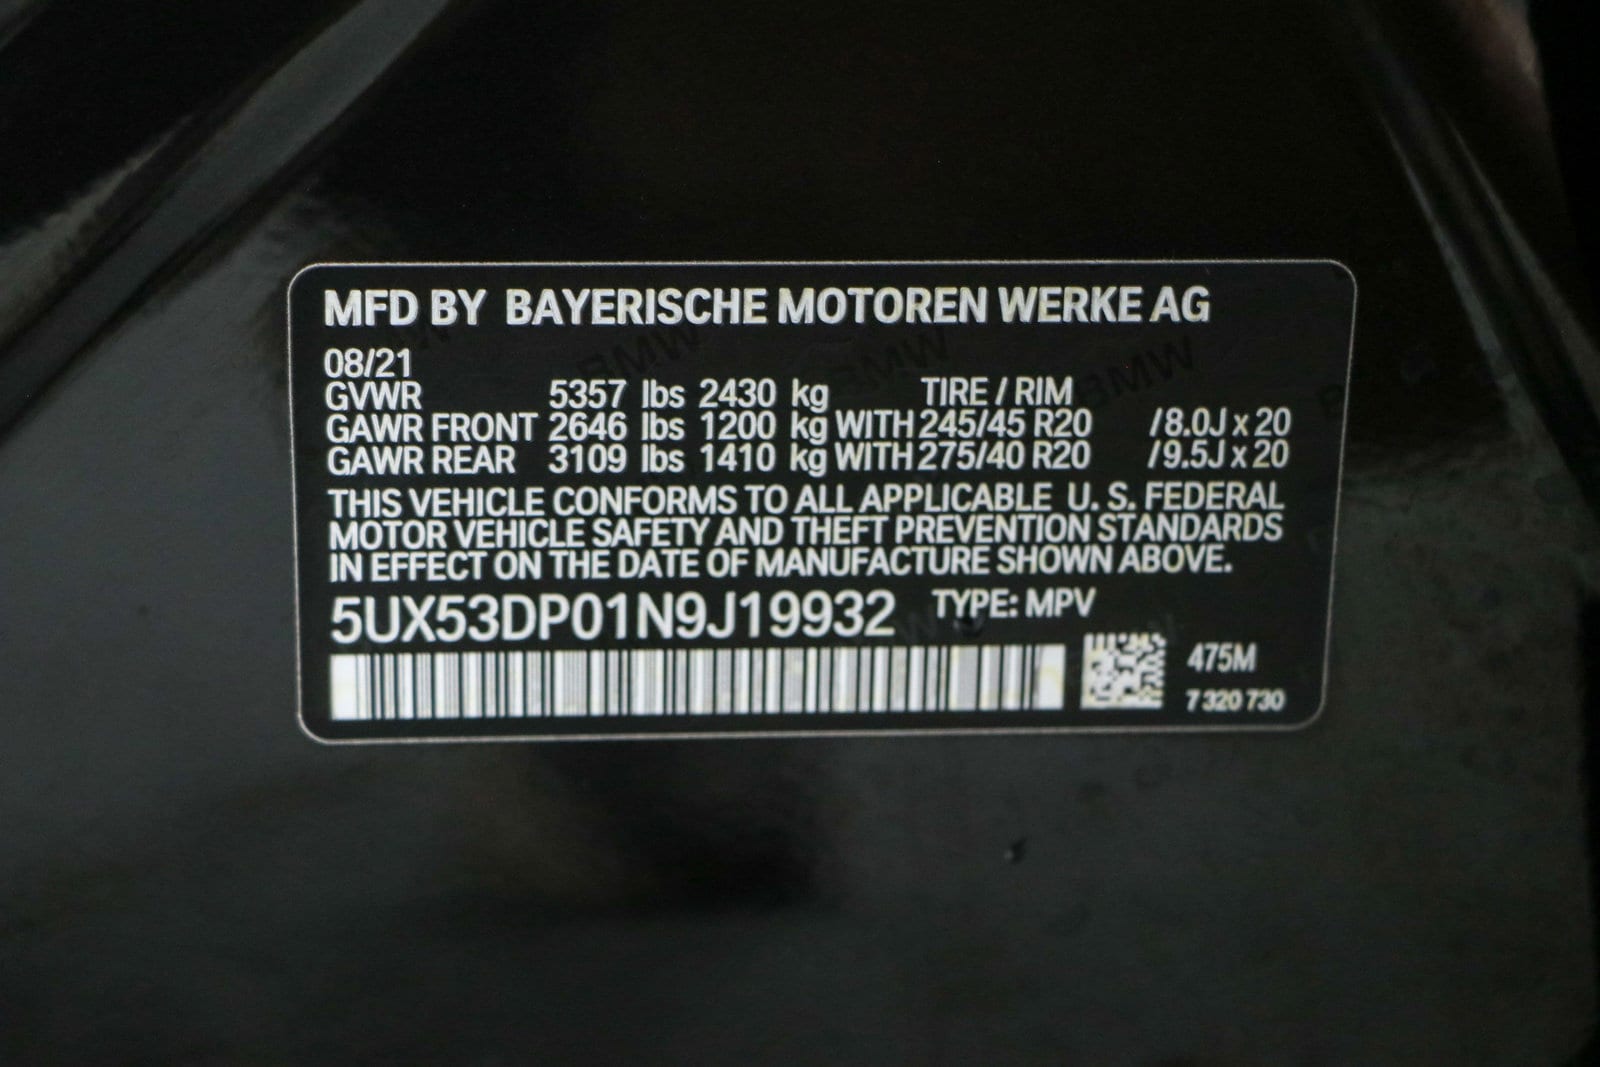 MFD BY BAYERISCHE MOTOREN WERKE AG
08/21
GVWR 5357 lbs 2430 kg TIRE / RIM
GAWR FRONT 2646 lbs 1200 kg WITH 245/45 R20 /8.0J x 20
GAWR REAR 3109 lbs 1410 kg WITH 275/40 R20 /9.5J x 20
THIS VEHICLE CONFORMS TO ALL APPLICABLE U. S. FEDERAL
MOTOR VEHICLE SAFETY AND THEFT PREVENTION STANDARDS
IN EFFECT ON THE DATE OF MANUFACTURE SHOWN ABOVE.
5UX53DP01N9J19932 TYPE: MPV
475M
7 320 730
BMW
BMW
BMW